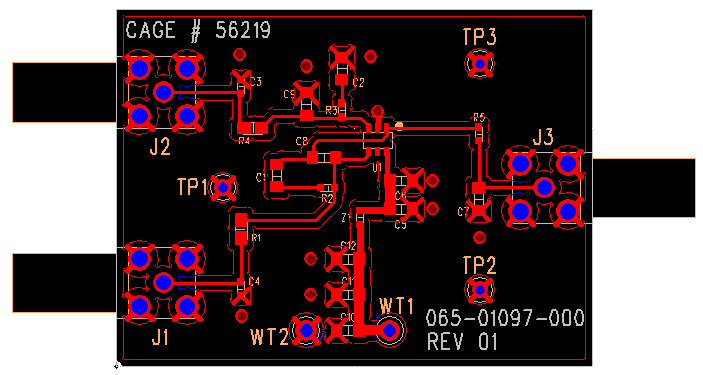 CAGE # 56219
TP3
C3
C2
C9
R3
R4
R5
J2
C8
U1
J3
C1
TP1
R2
C6
C7
C5
Z1
R1
C12
TP2
C4
C11
WT1
C10
065-01097-000
J1
WT2
REV 01